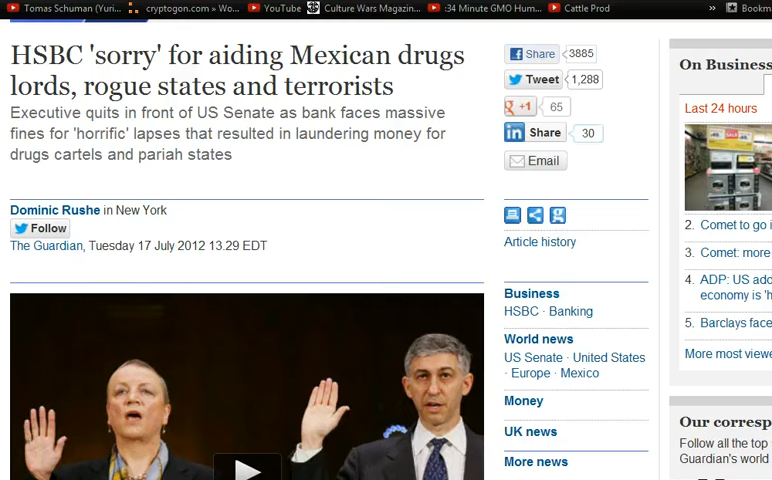 Tomas Schuman (Yuri...
cryptogon.com » Wo...
YouTube
Culture Wars Magazin...
:34 Minute GMO Hum...
Cattle Prod
»
Bookm
HSBC 'sorry' for aiding Mexican drugs
lords, rogue states and terrorists
Executive quits in front of US Senate as bank faces massive
fines for 'horrific' lapses that resulted in laundering money for
drugs cartels and pariah states
Dominic Rushe in New York
Follow
The Guardian, Tuesday 17 July 2012 13.29 EDT
Share 3885
Tweet 1,288
+1 65
Share 30
Email
Article history
Business
HSBC · Banking
World news
US Senate · United States
· Europe · Mexico
Money
UK news
More news
On Business
Last 24 hours
2. Comet to go i
3. Comet: more
4. ADP: US add
economy is 'h
5. Barclays face
More most viewe
Our corresp
Follow all the top
Guardian's world